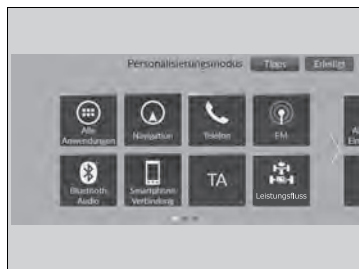 Personalisierungsmodus Tipps Erledigt
Alle
Anwendungen
Navigation
Telefon
FM
Bluetooth
Audio
Smartphone-
Verbindung
TA
Leistungsfluss